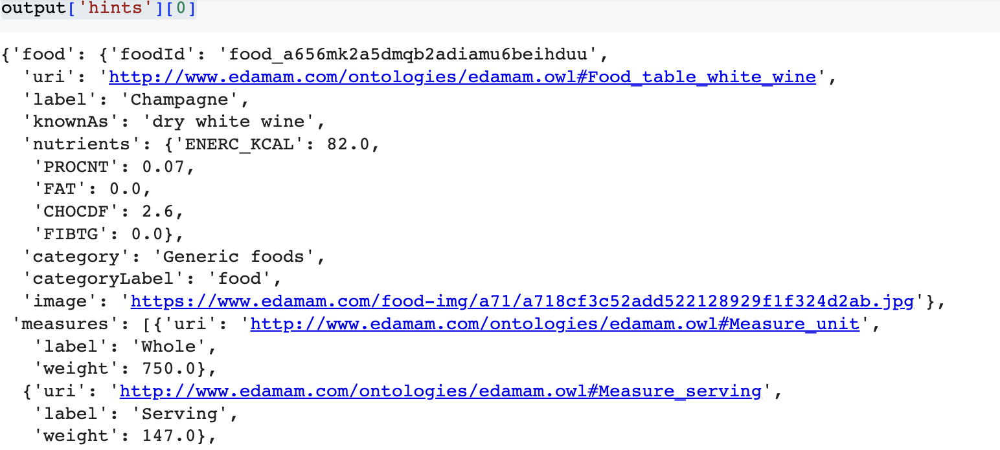 output['hints'][0]
{'food': {'foodId': 'food_a656mk2a5dmqb2adiamu6beihduu',
'uri': 'http://www.edamam.com/ontologies/edamam.owl#Food_table_white_wine',
'label': 'Champagne',
'knownAs': 'dry white wine',
'nutrients': {'ENERC_KCAL': 82.0,
'PROCNT': 0.07,
'FAT': 0.0,
'CHOCDF': 2.6,
'FIBTG': 0.0},
'category': 'Generic foods',
'categoryLabel': 'food',
'image': 'https://www.edamam.com/food-img/a71/a718cf3c52add522128929f1f324d2ab.jpg'},
'measures': [{'uri': 'http://www.edamam.com/ontologies/edamam.owl#Measure_unit',
'label': 'Whole',
'weight': 750.0},
{'uri': 'http://www.edamam.com/ontologies/edamam.owl#Measure_serving',
'label': 'Serving',
'weight': 147.0},